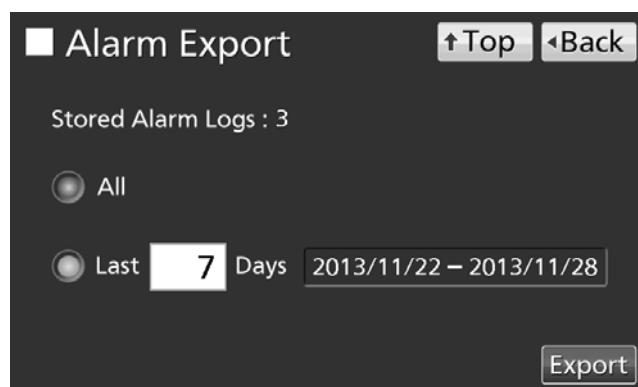 Alarm Export
↑Top
◂Back
Stored Alarm Logs : 3
All
Last 7 Days 2013/11/22 – 2013/11/28
Export